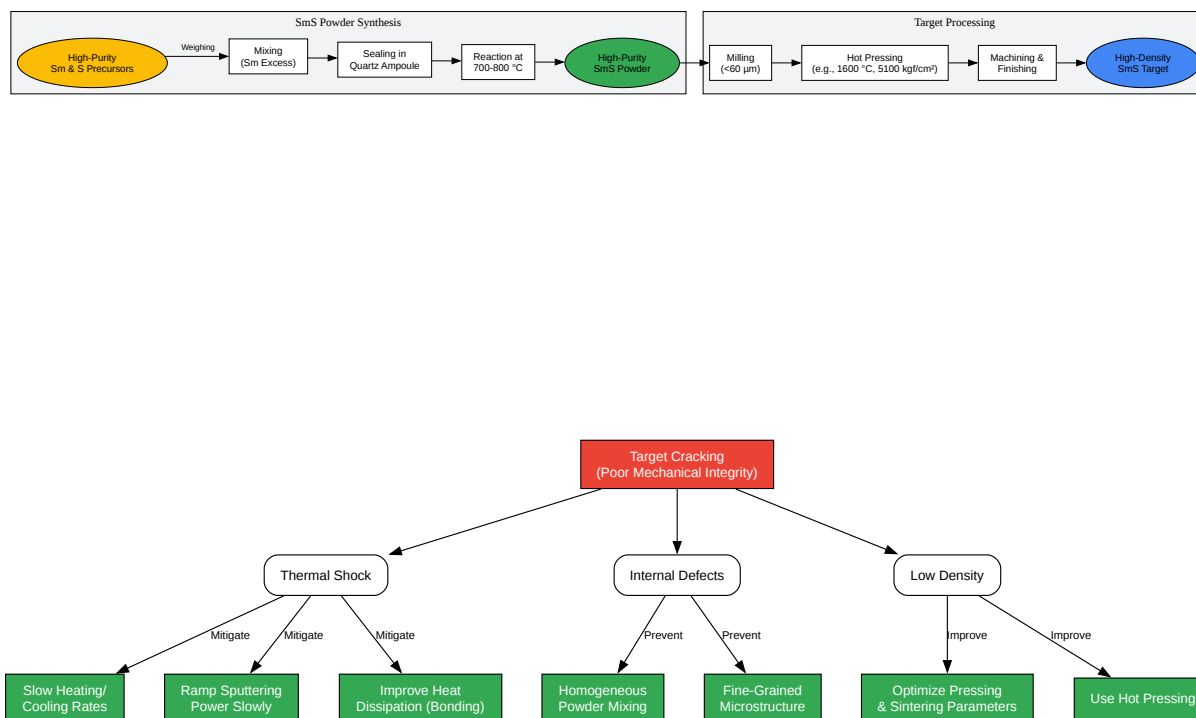 SmS Powder Synthesis
Target Processing
High-Purity
Sm & S Precursors
Weighing
Mixing
(Sm Excess)
Sealing in
Quartz Ampoule
Reaction at
700-800 °C
High-Purity
SmS Powder
Milling
(<60 µm)
Hot Pressing
(e.g., 1600 °C, 5100 kgf/cm²)
Machining &
Finishing
High-Density
SmS Target
Target Cracking
(Poor Mechanical Integrity)
Thermal Shock
Internal Defects
Low Density
Mitigate
Mitigate
Mitigate
Prevent
Prevent
Improve
Improve
Slow Heating/
Cooling Rates
Ramp Sputtering
Power Slowly
Improve Heat
Dissipation (Bonding)
Homogeneous
Powder Mixing
Fine-Grained
Microstructure
Optimize Pressing
& Sintering Parameters
Use Hot Pressing